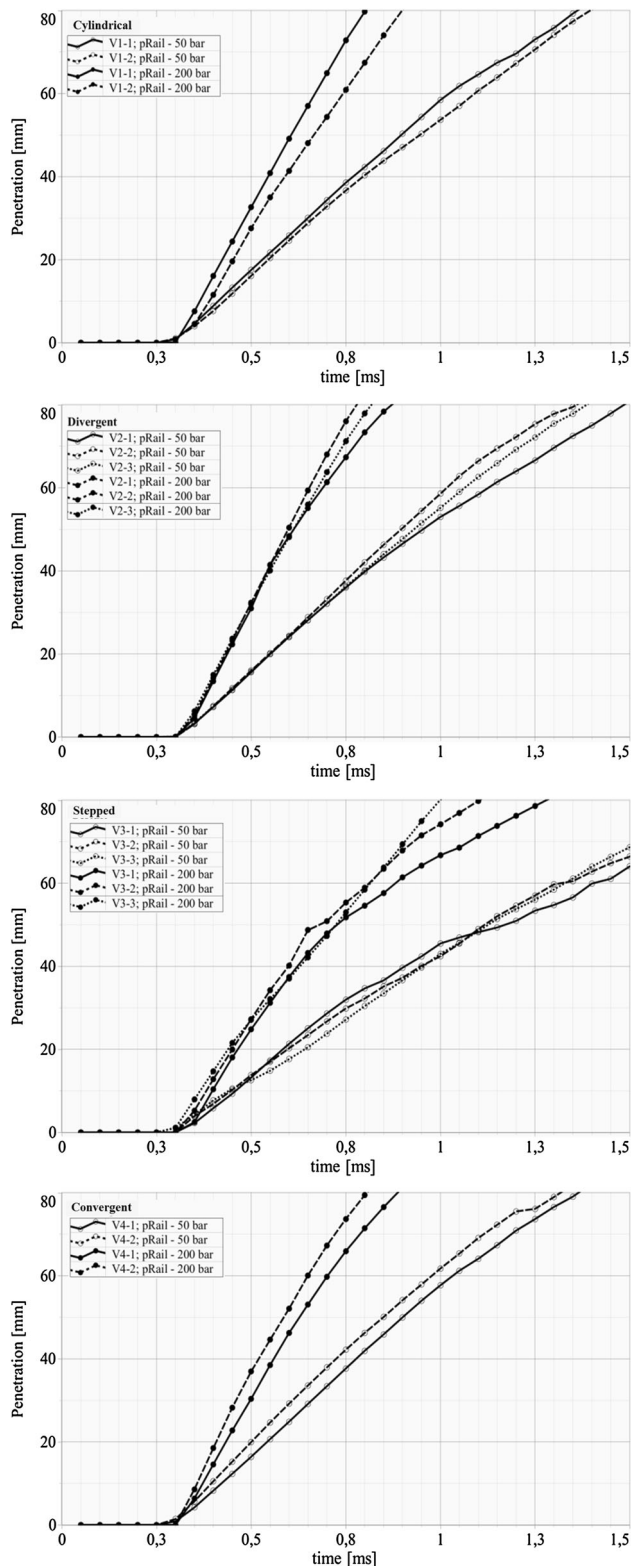 80
Cylindrical
V1-1; pRail - 50 bar
V1-2; pRail - 50 bar
V1-1; pRail - 200 bar
V1-2; pRail - 200 bar
60
40
20
0
Penetration [mm]
0 0,3 0,5 0,8 1 1,3 1,5
time [ms]
80
Divergent
V2-1; pRail - 50 bar
V2-2; pRail - 50 bar
V2-3; pRail - 50 bar
V2-1; pRail - 200 bar
V2-2; pRail - 200 bar
V2-3; pRail - 200 bar
60
40
20
0
Penetration [mm]
0 0,3 0,5 0,8 1 1,3 1,5
time [ms]
80
Stepped
V3-1; pRail - 50 bar
V3-2; pRail - 50 bar
V3-3; pRail - 50 bar
V3-1; pRail - 200 bar
V3-2; pRail - 200 bar
V3-3; pRail - 200 bar
60
40
20
0
Penetration [mm]
0 0,3 0,5 0,8 1 1,3 1,5
time [ms]
80
Convergent
V4-1; pRail - 50 bar
V4-2; pRail - 50 bar
V4-1; pRail - 200 bar
V4-2; pRail - 200 bar
60
40
20
0
Penetration [mm]
0 0,3 0,5 0,8 1 1,3 1,5
time [ms]